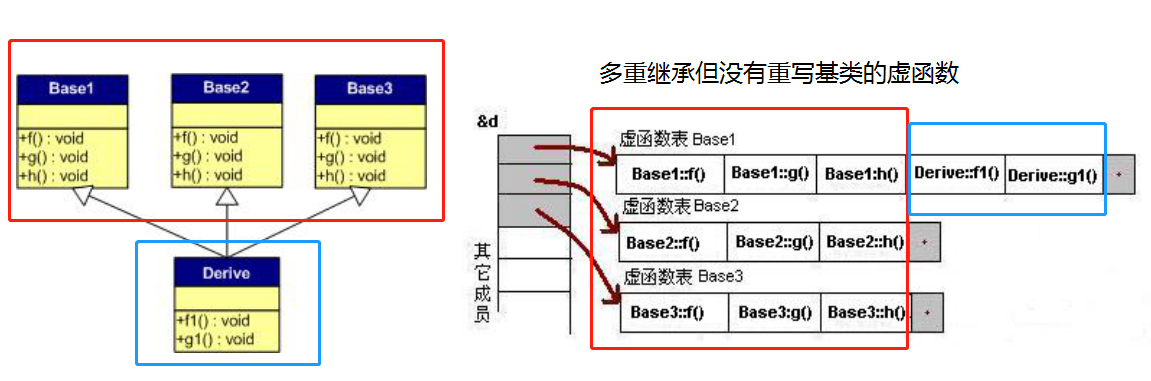 Base1
+f() : void
+g() : void
+h() : void
Base2
+f() : void
+g() : void
+h() : void
Base3
+f() : void
+g() : void
+h() : void
Derive
+f1() : void
+g1() : void
多重继承但没有重写基类的虚函数
&d
其它成员
虚函数表 Base1
Base1::f() Base1::g() Base1:h() Derive::f1() Derive::g1()
虚函数表 Base2
Base2::f() Base2::g() Base2::h()
虚函数表 Base3
Base3::f() Base3:g() Base3::h()